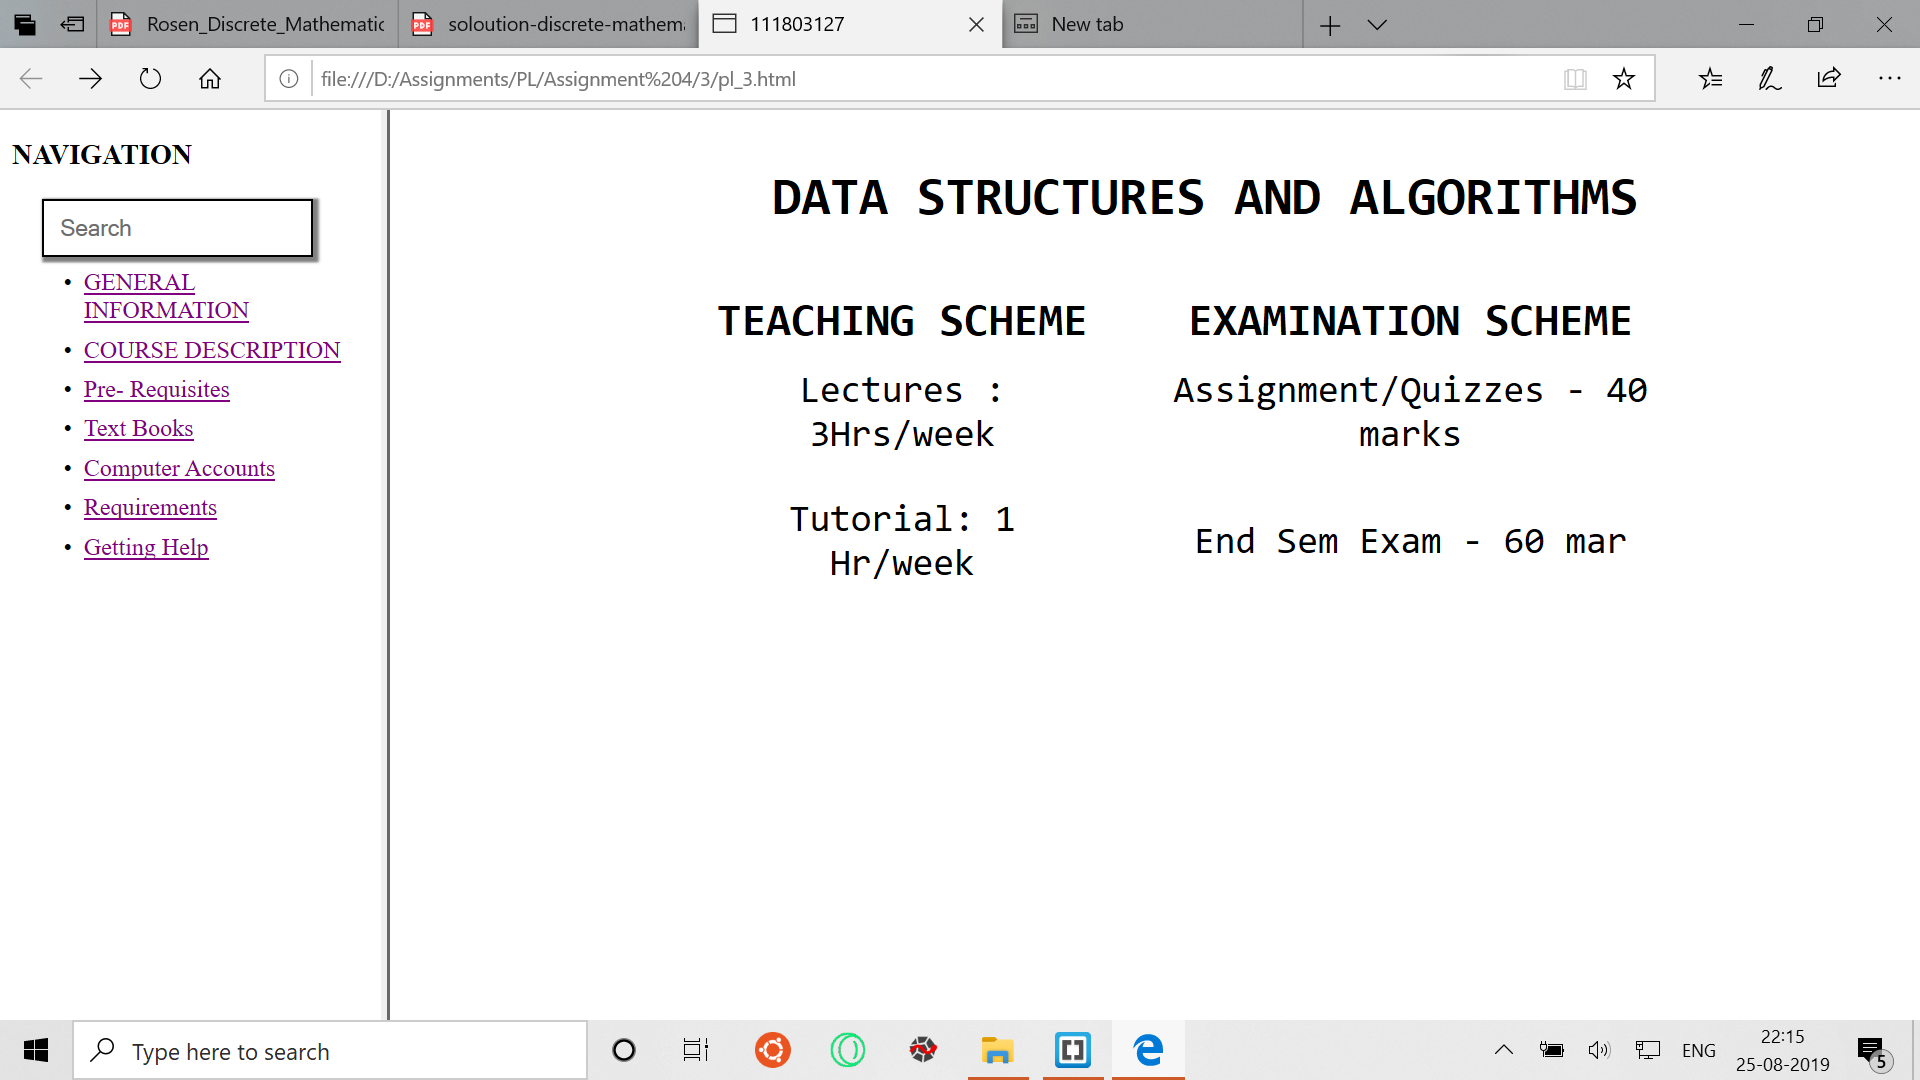 Rosen_Discrete_Mathematic
soloution-discrete-mathem
111803127
New tab
file:///D:/Assignments/PL/Assignment%204/3/pl_3.html
NAVIGATION
Search
• GENERAL
INFORMATION
• COURSE DESCRIPTION
• Pre- Requisites
• Text Books
• Computer Accounts
• Requirements
• Getting Help
DATA STRUCTURES AND ALGORITHMS
TEACHING SCHEME
Lectures :
3Hrs/week
Tutorial: 1
Hr/week
EXAMINATION SCHEME
Assignment/Quizzes - 40
marks
End Sem Exam - 60 mar
Type here to search
ENG
22:15
25-08-2019
5